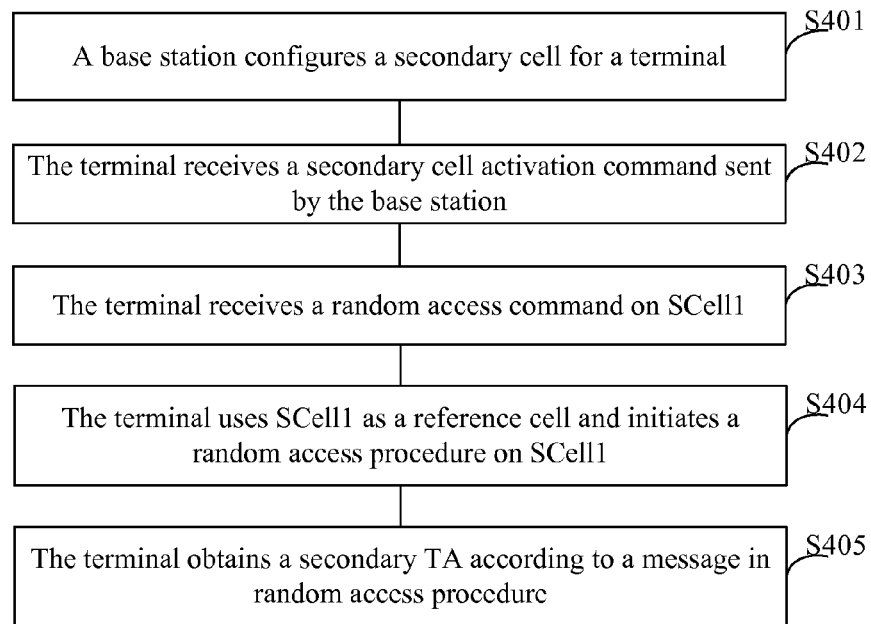 S401
A base station configures a secondary cell for a terminal
S402
The terminal receives a secondary cell activation command sent
by the base station
S403
The terminal receives a random access command on SCell1
S404
The terminal uses SCell1 as a reference cell and initiates a
random access procedure on SCell1
S405
The terminal obtains a secondary TA according to a message in
random access procedure